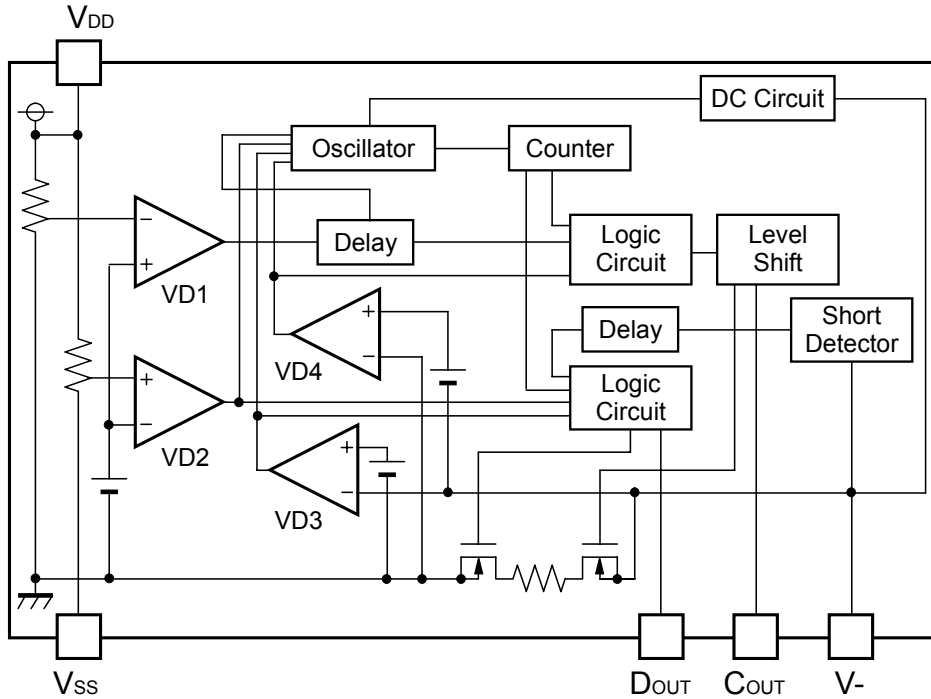 VDD
DC Circuit
Oscillator
Counter
−
+
VD1
Delay
Logic
Circuit
Level
Shift
+
−
VD4
Delay
Short
Detector
+
−
VD2
Logic
Circuit
+
−
VD3
VSS
DOUT
COUT
V-